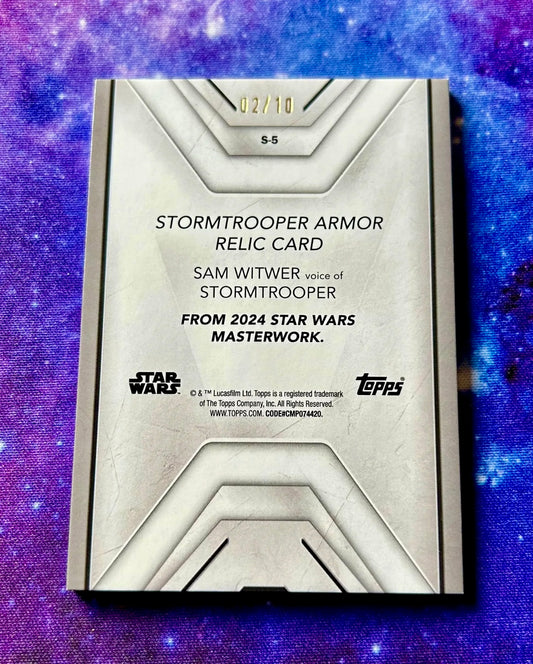 02/10
S-5
STORMTROOPER ARMOR
RELIC CARD
SAM WITWER voice of
STORMTROOPER
FROM 2024 STAR WARS
MASTERWORK.
STAR
WARS™
topps®
© & ™ Lucasfilm Ltd. Topps is a registered trademark
of The Topps Company, Inc. All Rights Reserved.
WWW.TOPPS.COM. CODE#CMP074420.